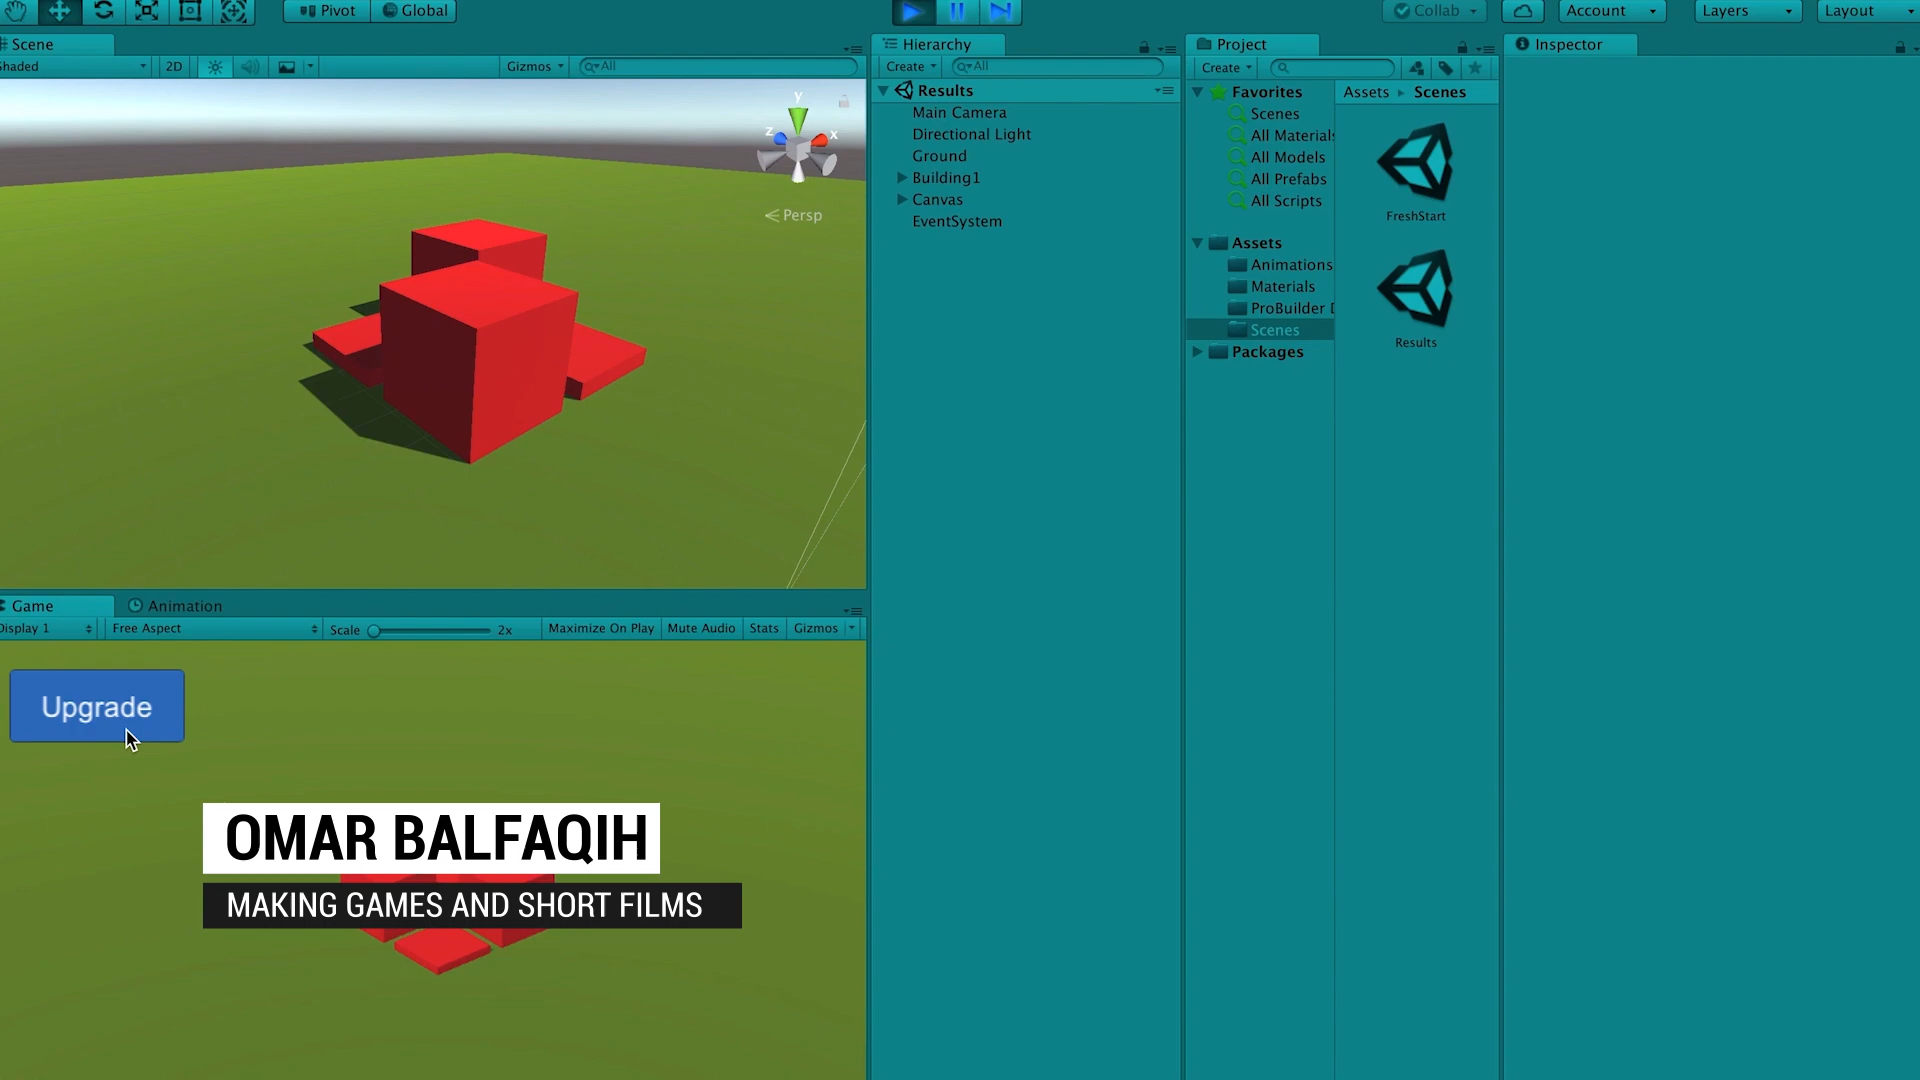 Pivot
Global
Collab
Account
Layers
Layout
Scene
Shaded
2D
Gizmos
All
y
z
x
Persp
Hierarchy
Create
All
Results
Main Camera
Directional Light
Ground
Building1
Canvas
EventSystem
Project
Create
Favorites
Scenes
All Materials
All Models
All Prefabs
All Scripts
Assets
Animations
Materials
ProBuilder D
Scenes
Packages
Assets Scenes
FreshStart
Results
Inspector
Game
Animation
Display 1
Free Aspect
Scale 2x
Maximize On Play
Mute Audio
Stats
Gizmos
Upgrade
OMAR BALFAQIH
MAKING GAMES AND SHORT FILMS